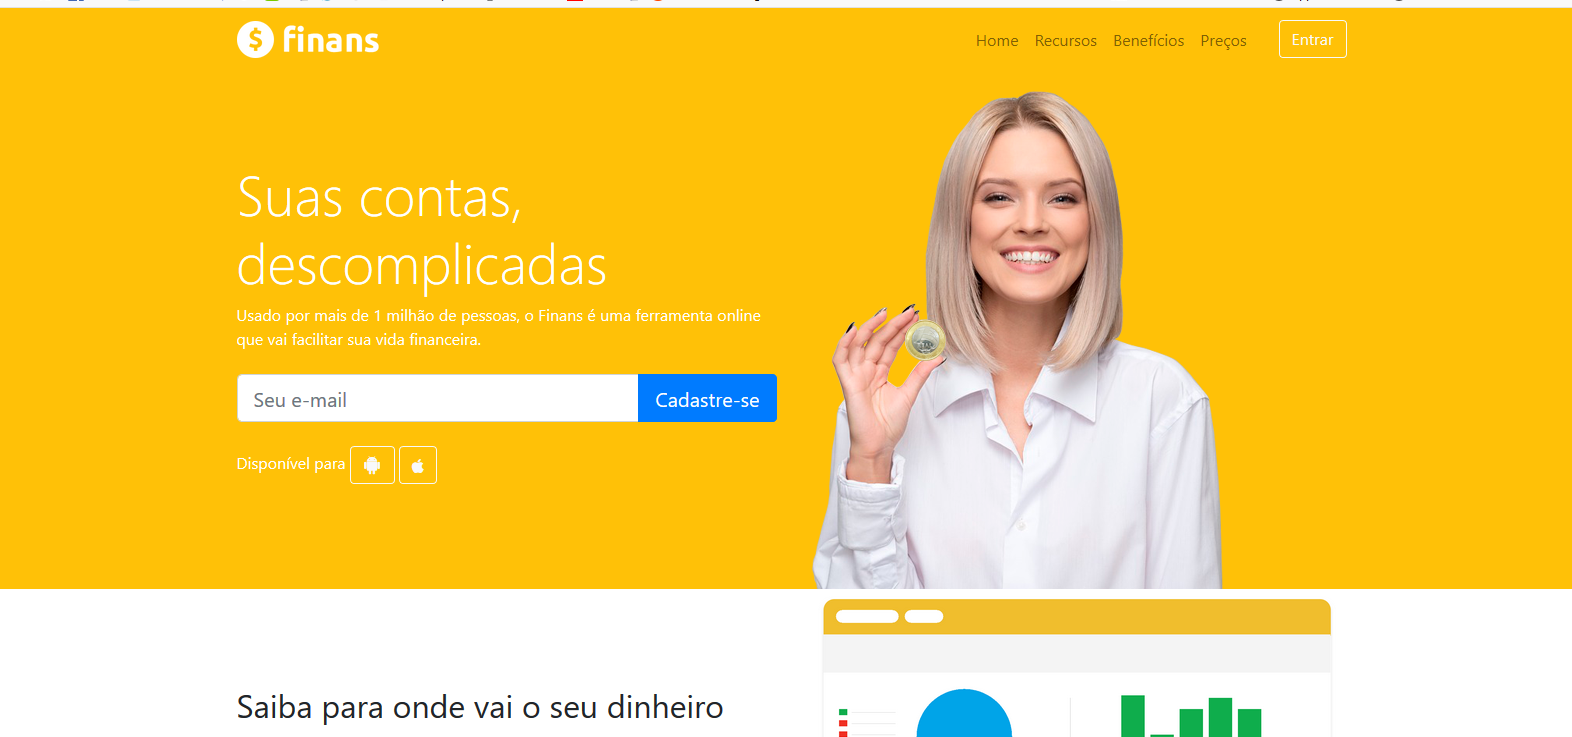 finans
Home Recursos Benefícios Preços Entrar
Suas contas,
descomplicadas
Usado por mais de 1 milhão de pessoas, o Finans é uma ferramenta online
que vai facilitar sua vida financeira.
Seu e-mail Cadastre-se
Disponível para
Saiba para onde vai o seu dinheiro